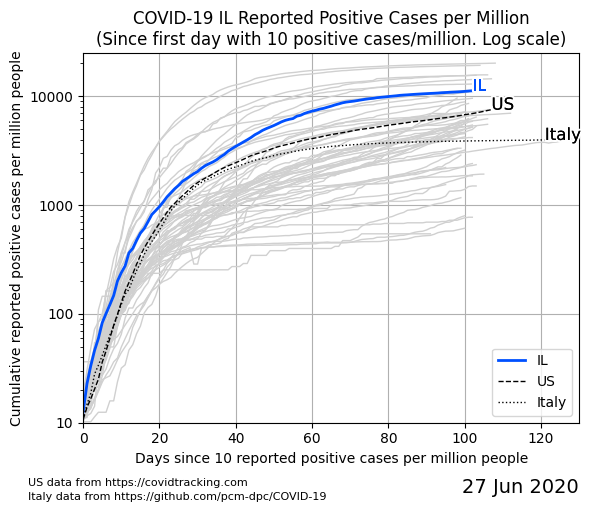 COVID-19 IL Reported Positive Cases per Million
(Since first day with 10 positive cases/million. Log scale)
Cumulative reported positive cases per million people
10000
1000
100
10
IL
US
Italy
IL
US
Italy
0
20
40
60
80
100
120
Days since 10 reported positive cases per million people
US data from https://covidtracking.com
Italy data from https://github.com/pcm-dpc/COVID-19
27 Jun 2020